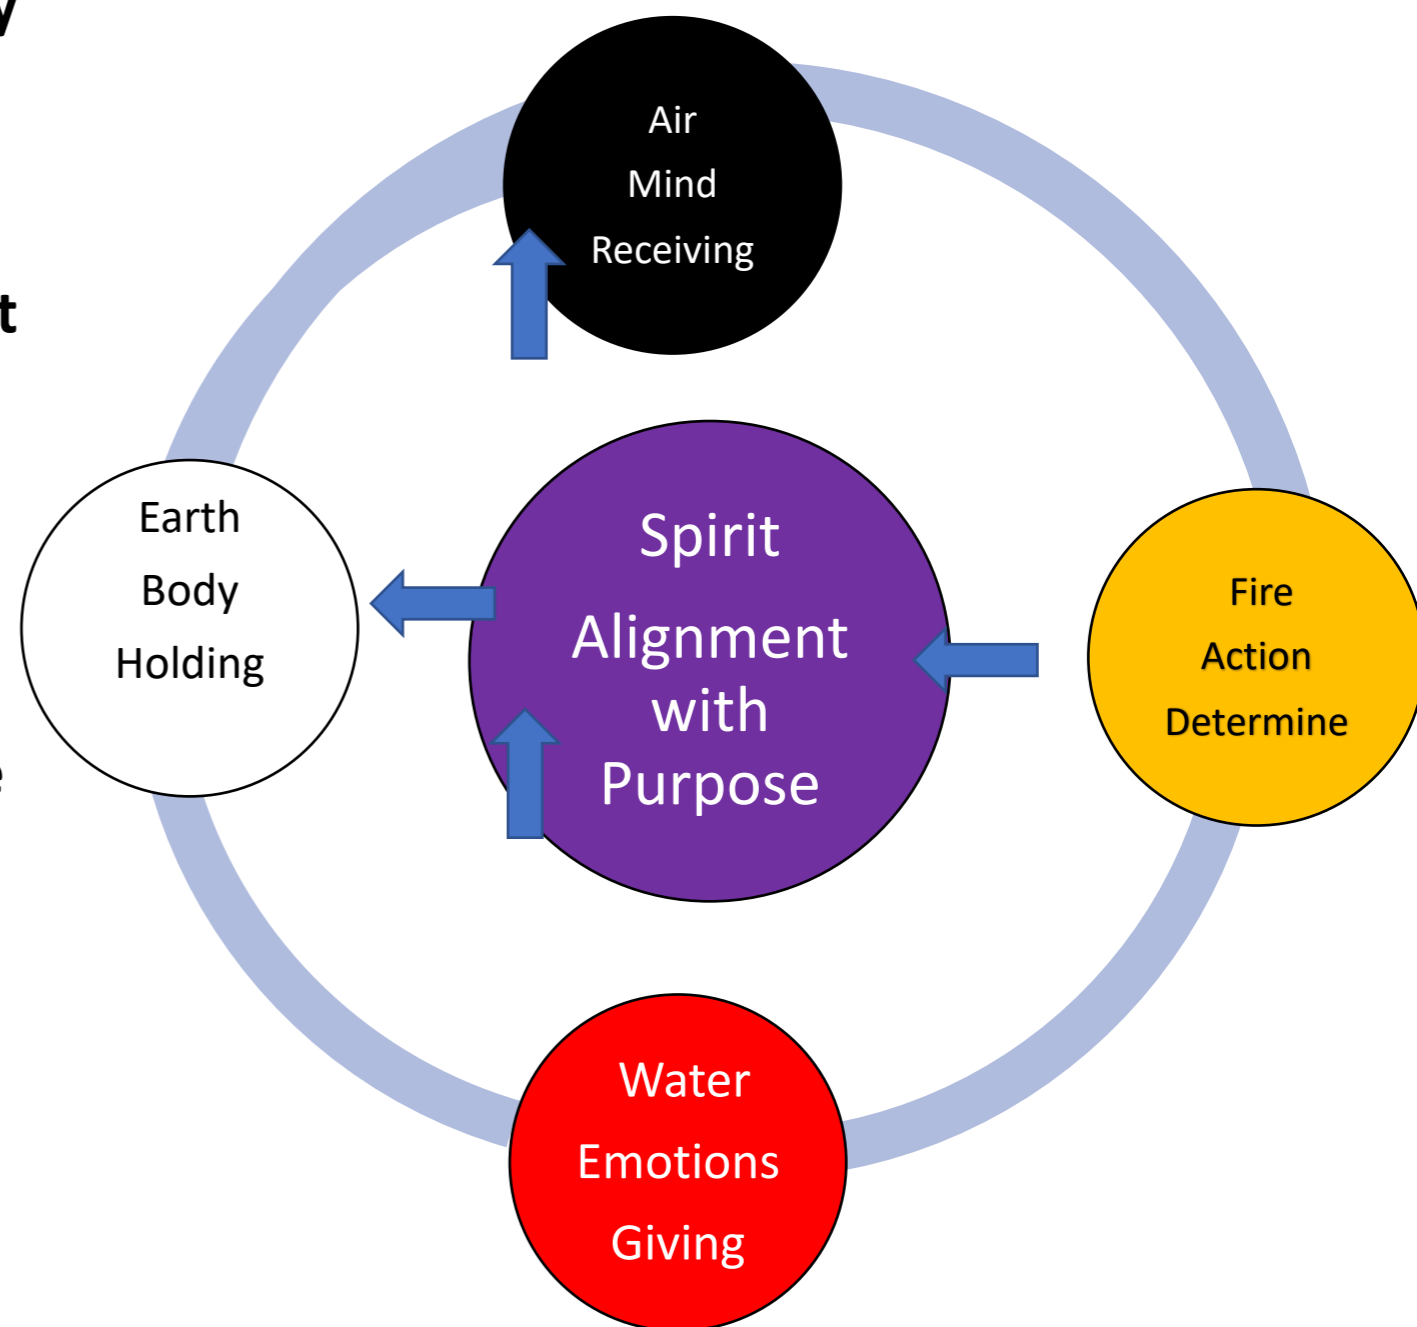 y
t
e
Air
Mind
Receiving
Earth
Body
Holding
Spirit
Alignment
with
Purpose
Fire
Action
Determine
Water
Emotions
Giving